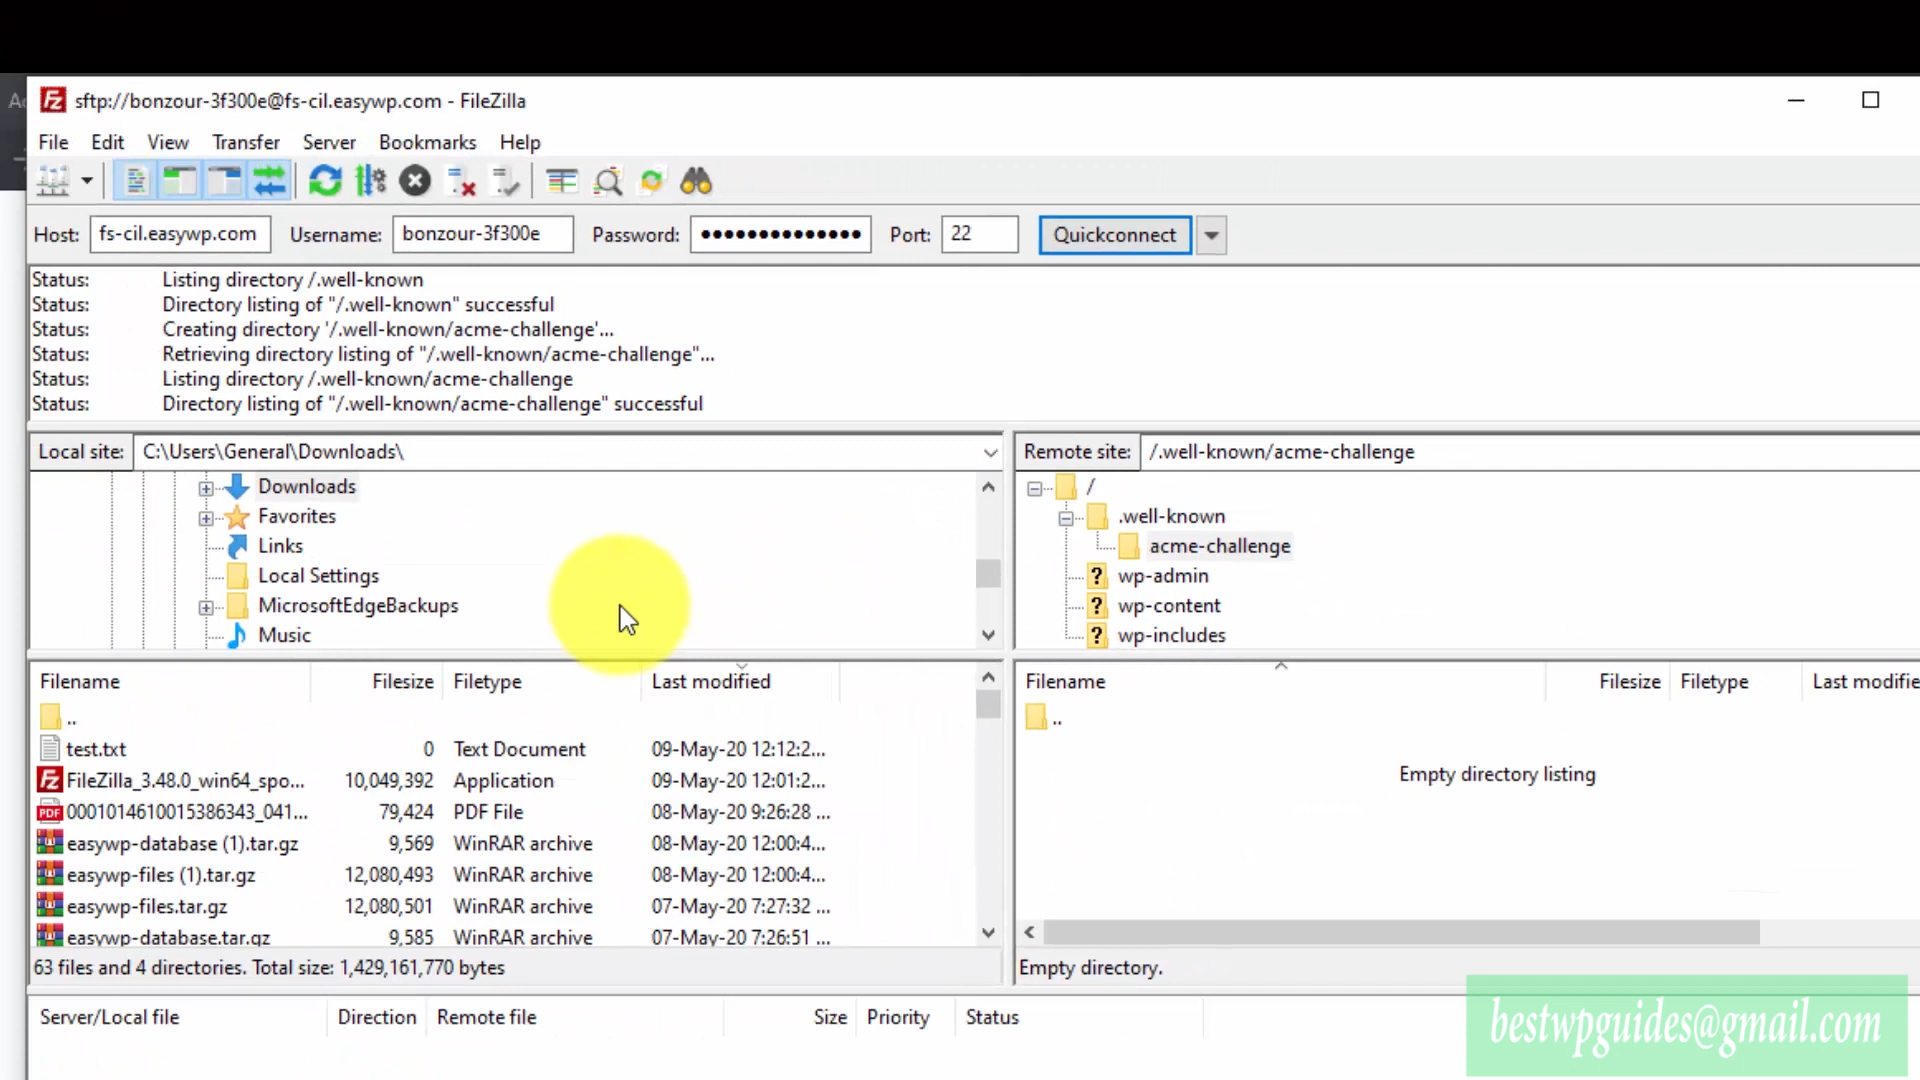 sftp://bonzour-3f300e@fs-cil.easywp.com - FileZilla
File Edit View Transfer Server Bookmarks Help
Host: fs-cil.easywp.com Username: bonzour-3f300e Password: ●●●●●●●●●●●●●● Port: 22 Quickconnect
Status: Listing directory /.well-known
Status: Directory listing of "/.well-known" successful
Status: Creating directory '/.well-known/acme-challenge'...
Status: Retrieving directory listing of "/.well-known/acme-challenge"...
Status: Listing directory /.well-known/acme-challenge
Status: Directory listing of "/.well-known/acme-challenge" successful
Local site: C:\Users\General\Downloads\
Downloads
Favorites
Links
Local Settings
MicrosoftEdgeBackups
Music
Remote site: /.well-known/acme-challenge
/
.well-known
acme-challenge
? wp-admin
? wp-content
? wp-includes
Filename Filesize Filetype Last modified
..
test.txt 0 Text Document 09-May-20 12:12:2...
FileZilla_3.48.0_win64_spo... 10,049,392 Application 09-May-20 12:01:2...
PDF 0001014610015386343_041... 79,424 PDF File 08-May-20 9:26:28 ...
easywp-database (1).tar.gz 9,569 WinRAR archive 08-May-20 12:00:4...
easywp-files (1).tar.gz 12,080,493 WinRAR archive 08-May-20 12:00:4...
easywp-files.tar.gz 12,080,501 WinRAR archive 07-May-20 7:27:32 ...
easywp-database.tar.gz 9,585 WinRAR archive 07-May-20 7:26:51 ...
63 files and 4 directories. Total size: 1,429,161,770 bytes
Filename Filesize Filetype Last modifie
..
Empty directory listing
Empty directory.
Server/Local file Direction Remote file Size Priority Status
bestwpguides@gmail.com